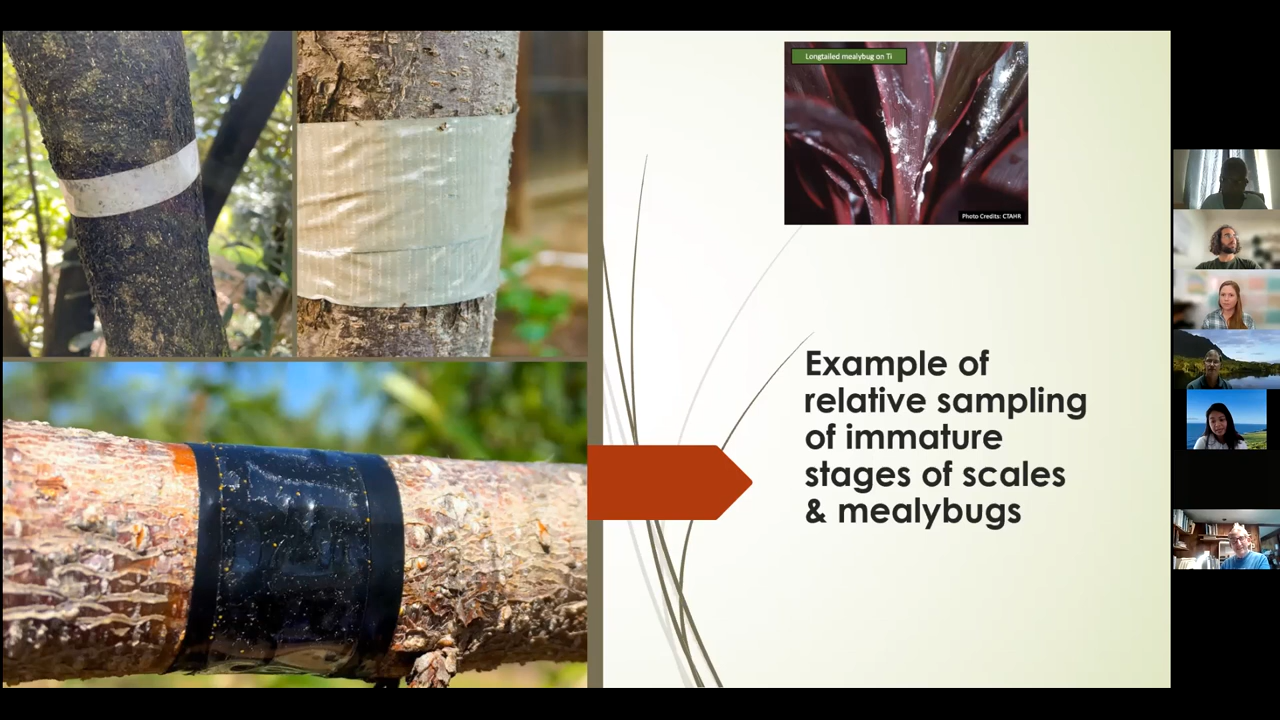 Longtailed mealybug on Ti
Photo Credits: CTAHR
Example of
relative sampling
of immature
stages of scales
& mealybugs